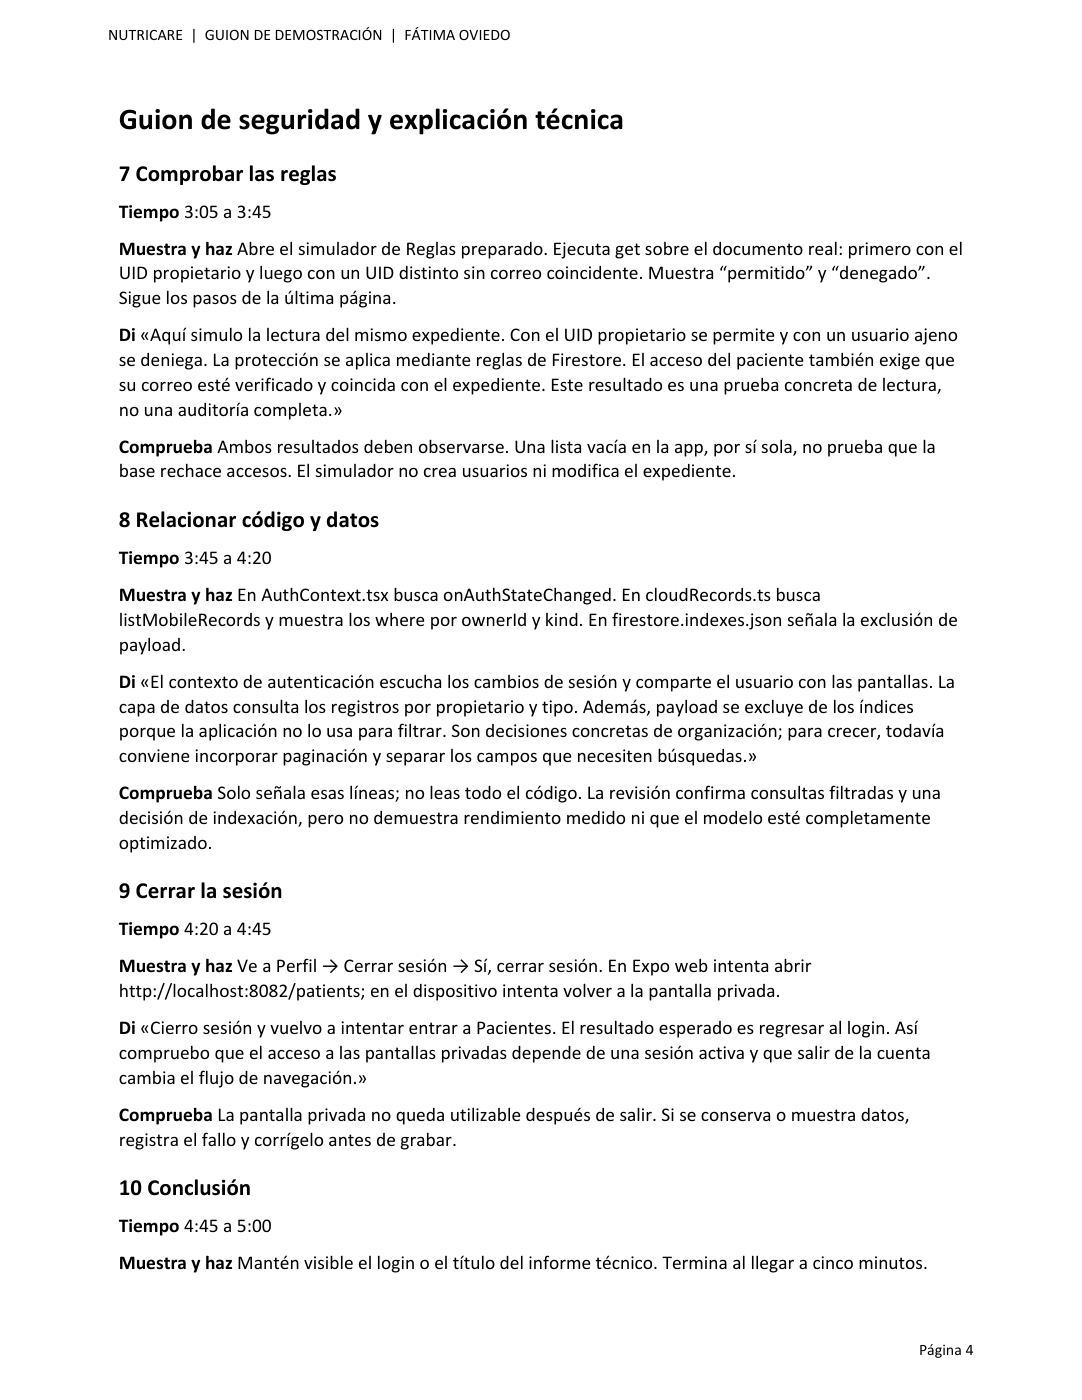 NUTRICARE | GUION DE DEMOSTRACIÓN | FÁTIMA OVIEDO
Guion de seguridad y explicación técnica
7 Comprobar las reglas
Tiempo 3:05 a 3:45
Muestra y haz Abre el simulador de Reglas preparado. Ejecuta get sobre el documento real: primero con el
UID propietario y luego con un UID distinto sin correo coincidente. Muestra “permitido” y “denegado”.
Sigue los pasos de la última página.
Di «Aquí simulo la lectura del mismo expediente. Con el UID propietario se permite y con un usuario ajeno
se deniega. La protección se aplica mediante reglas de Firestore. El acceso del paciente también exige que
su correo esté verificado y coincida con el expediente. Este resultado es una prueba concreta de lectura,
no una auditoría completa.»
Comprueba Ambos resultados deben observarse. Una lista vacía en la app, por sí sola, no prueba que la
base rechace accesos. El simulador no crea usuarios ni modifica el expediente.
8 Relacionar código y datos
Tiempo 3:45 a 4:20
Muestra y haz En AuthContext.tsx busca onAuthStateChanged. En cloudRecords.ts busca
listMobileRecords y muestra los where por ownerId y kind. En firestore.indexes.json señala la exclusión de
payload.
Di «El contexto de autenticación escucha los cambios de sesión y comparte el usuario con las pantallas. La
capa de datos consulta los registros por propietario y tipo. Además, payload se excluye de los índices
porque la aplicación no lo usa para filtrar. Son decisiones concretas de organización; para crecer, todavía
conviene incorporar paginación y separar los campos que necesiten búsquedas.»
Comprueba Solo señala esas líneas; no leas todo el código. La revisión confirma consultas filtradas y una
decisión de indexación, pero no demuestra rendimiento medido ni que el modelo esté completamente
optimizado.
9 Cerrar la sesión
Tiempo 4:20 a 4:45
Muestra y haz Ve a Perfil → Cerrar sesión → Sí, cerrar sesión. En Expo web intenta abrir
http://localhost:8082/patients; en el dispositivo intenta volver a la pantalla privada.
Di «Cierro sesión y vuelvo a intentar entrar a Pacientes. El resultado esperado es regresar al login. Así
compruebo que el acceso a las pantallas privadas depende de una sesión activa y que salir de la cuenta
cambia el flujo de navegación.»
Comprueba La pantalla privada no queda utilizable después de salir. Si se conserva o muestra datos,
registra el fallo y corrígelo antes de grabar.
10 Conclusión
Tiempo 4:45 a 5:00
Muestra y haz Mantén visible el login o el título del informe técnico. Termina al llegar a cinco minutos.
Página 4